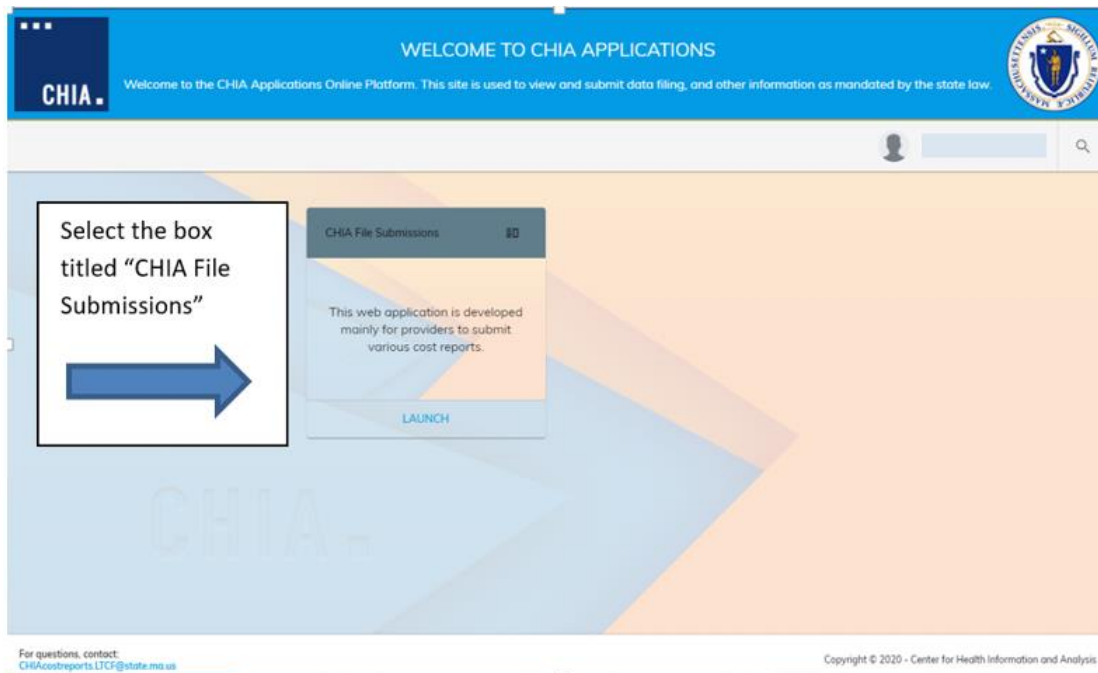 WELCOME TO CHIA APPLICATIONS
Welcome to the CHIA Applications Online Platform. This site is used to view and submit data filing, and other information as mandated by the state law.
CHIA.
Select the box
titled “CHIA File
Submissions”
CHIA File Submissions
This web application is developed
mainly for providers to submit
various cost reports.
LAUNCH
CHIA.
For questions, contact:
CHIAcostreports.LTCF@state.ma.us
Copyright © 2020 - Center for Health Information and Analysis